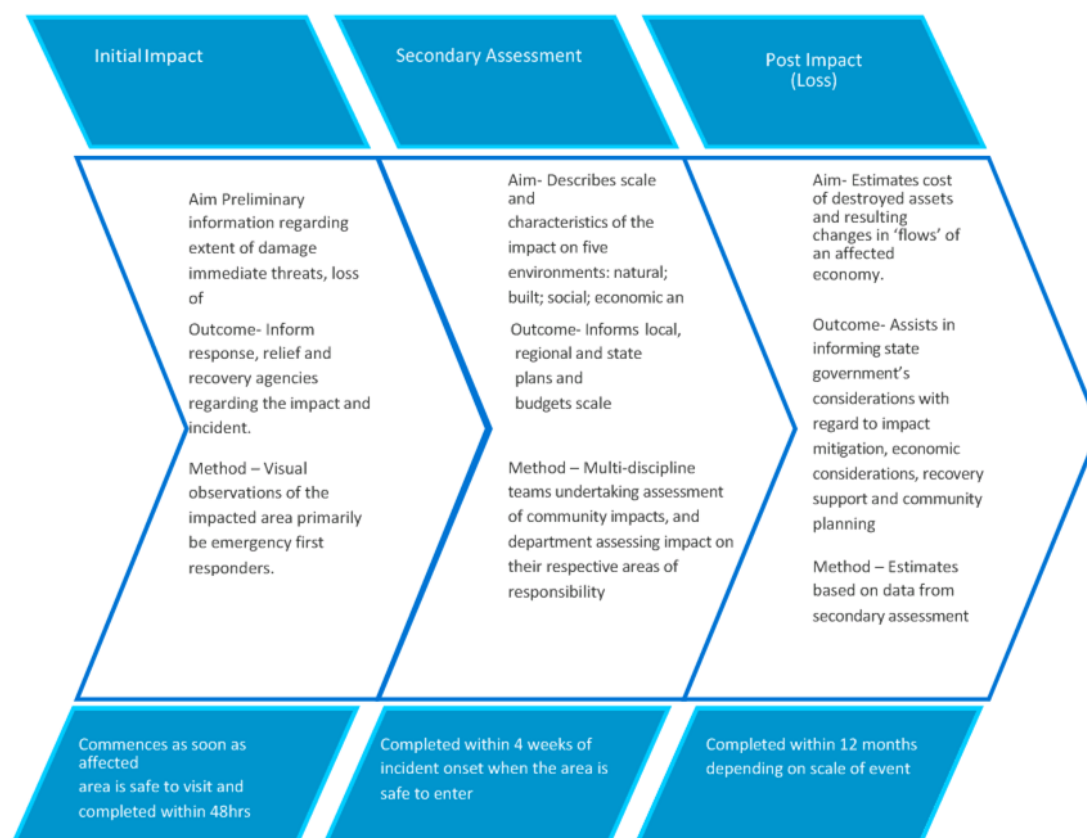 Initial Impact
Secondary Assessment
Post Impact
(Loss)
Aim Preliminary
information regarding
extent of damage
immediate threats, loss
of
Outcome- Inform
response, relief and
recovery agencies
regarding the impact and
incident.
Method – Visual
observations of the
impacted area primarily
be emergency first
responders.
Aim- Describes scale
and
characteristics of the
impact on five
environments: natural;
built; social; economic an
Outcome- Informs local,
regional and state
plans and
budgets scale
Method – Multi-discipline
teams undertaking assessment
of community impacts, and
department assessing impact on
their respective areas of
responsibility
Aim- Estimates cost
of destroyed assets
and resulting
changes in ‘flows’ of
an affected
economy.
Outcome- Assists in
informing state
government’s
considerations with
regard to impact
mitigation, economic
considerations, recovery
support and community
planning
Method – Estimates
based on data from
secondary assessment
Commences as soon as
affected
area is safe to visit and
completed within 48hrs
Completed within 4 weeks of
incident onset when the area is
safe to enter
Completed within 12 months
depending on scale of event